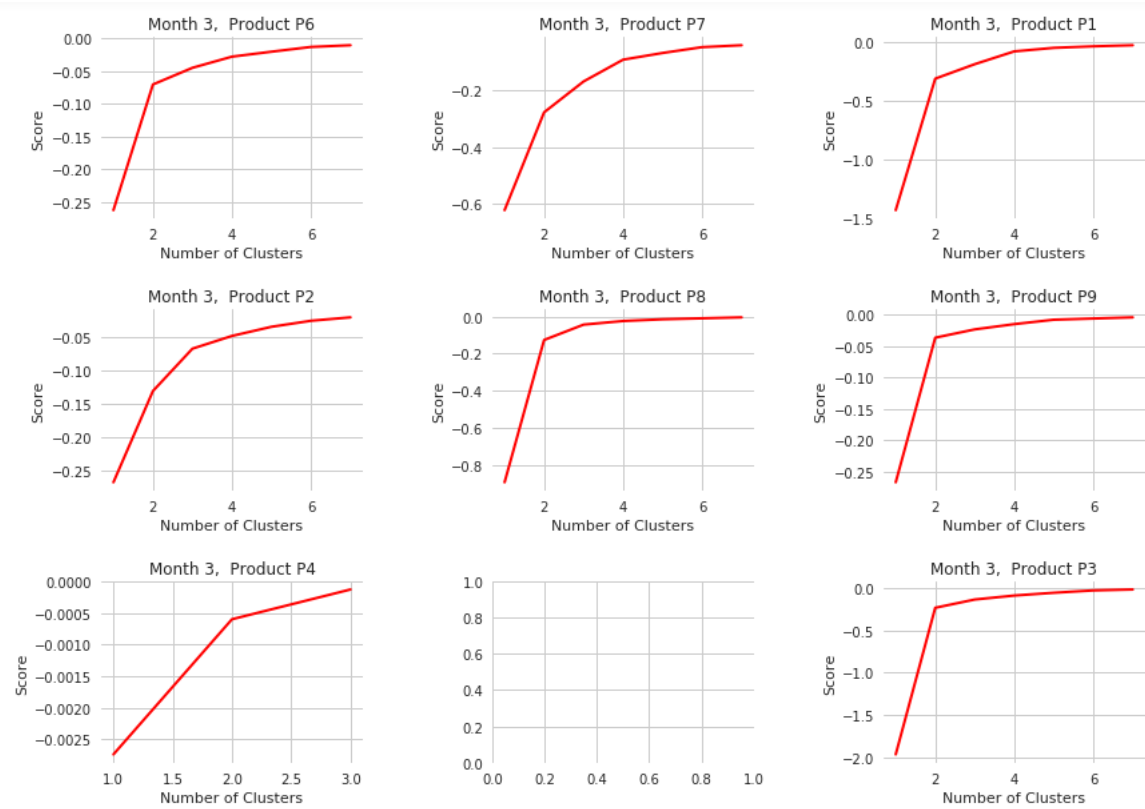 Month 3,  Product P6
0.00
−0.05
−0.10
−0.15
−0.20
−0.25
Score
2 4 6
Number of Clusters
Month 3,  Product P7
−0.2
−0.4
−0.6
Score
2 4 6
Number of Clusters
Month 3,  Product P1
0.0
−0.5
−1.0
−1.5
Score
2 4 6
Number of Clusters
Month 3,  Product P2
−0.05
−0.10
−0.15
−0.20
−0.25
Score
2 4 6
Number of Clusters
Month 3,  Product P8
0.0
−0.2
−0.4
−0.6
−0.8
Score
2 4 6
Number of Clusters
Month 3,  Product P9
0.00
−0.05
−0.10
−0.15
−0.20
−0.25
Score
2 4 6
Number of Clusters
Month 3,  Product P4
0.0000
−0.0005
−0.0010
−0.0015
−0.0020
−0.0025
Score
1.0 1.5 2.0 2.5 3.0
Number of Clusters
1.0
0.8
0.6
0.4
0.2
0.0
0.0 0.2 0.4 0.6 0.8 1.0
Month 3,  Product P3
0.0
−0.5
−1.0
−1.5
−2.0
Score
2 4 6
Number of Clusters